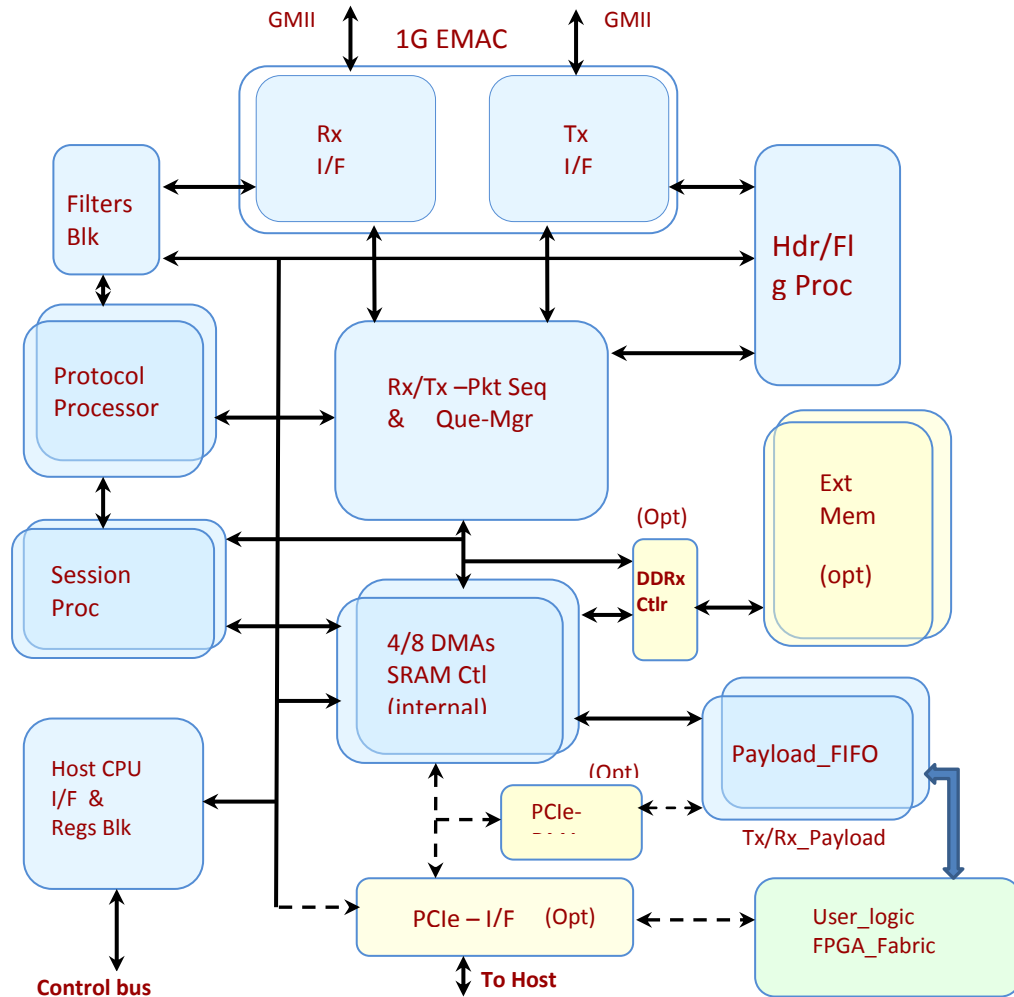 GMII
GMII
1G EMAC
Rx
I/F
Tx
I/F
Filters
Blk
Hdr/Fl
g Proc
Protocol
Processor
Rx/Tx –Pkt Seq
& Que-Mgr
Ext
Mem
(opt)
(Opt)
DDRx
Ctlr
Session
Proc
4/8 DMAs
SRAM Ctl
(internal)
Payload_FIFO
Host CPU
I/F &
Regs Blk
(Opt)
PCIe-
Tx/Rx_Payload
PCIe – I/F (Opt)
User_logic
FPGA_Fabric
Control bus
To Host